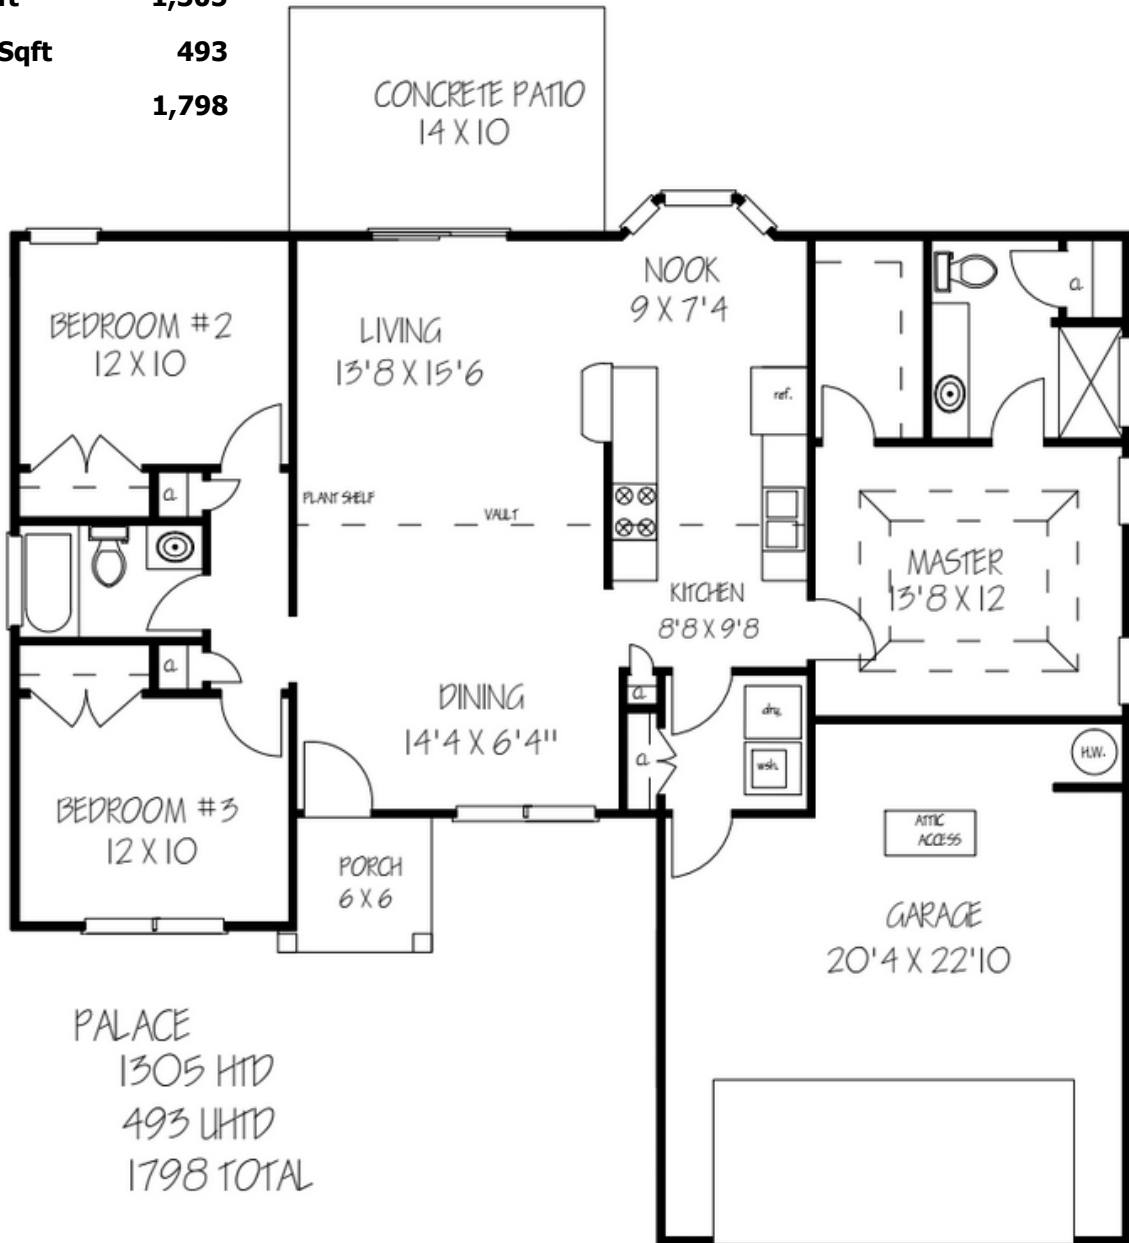 ft 1,305
Sqft 493
1,798
CONCRETE PATIO
14 X 10
NOOK
9 X 7'4
BEDROOM #2
12 X 10
LIVING
13'8 X 15'6
a
ref.
a
PLANT SHELF
VAULT
MASTER
13'8 X 12
KITCHEN
8'8 X 9'8
a
a
DINING
14'4 X 6'4"
dry.
a
wsh.
H.W.
BEDROOM #3
12 X 10
ATTIC
ACCESS
PORCH
6 X 6
GARAGE
20'4 X 22'10
PALACE
1305 HTD
493 UHTD
1798 TOTAL